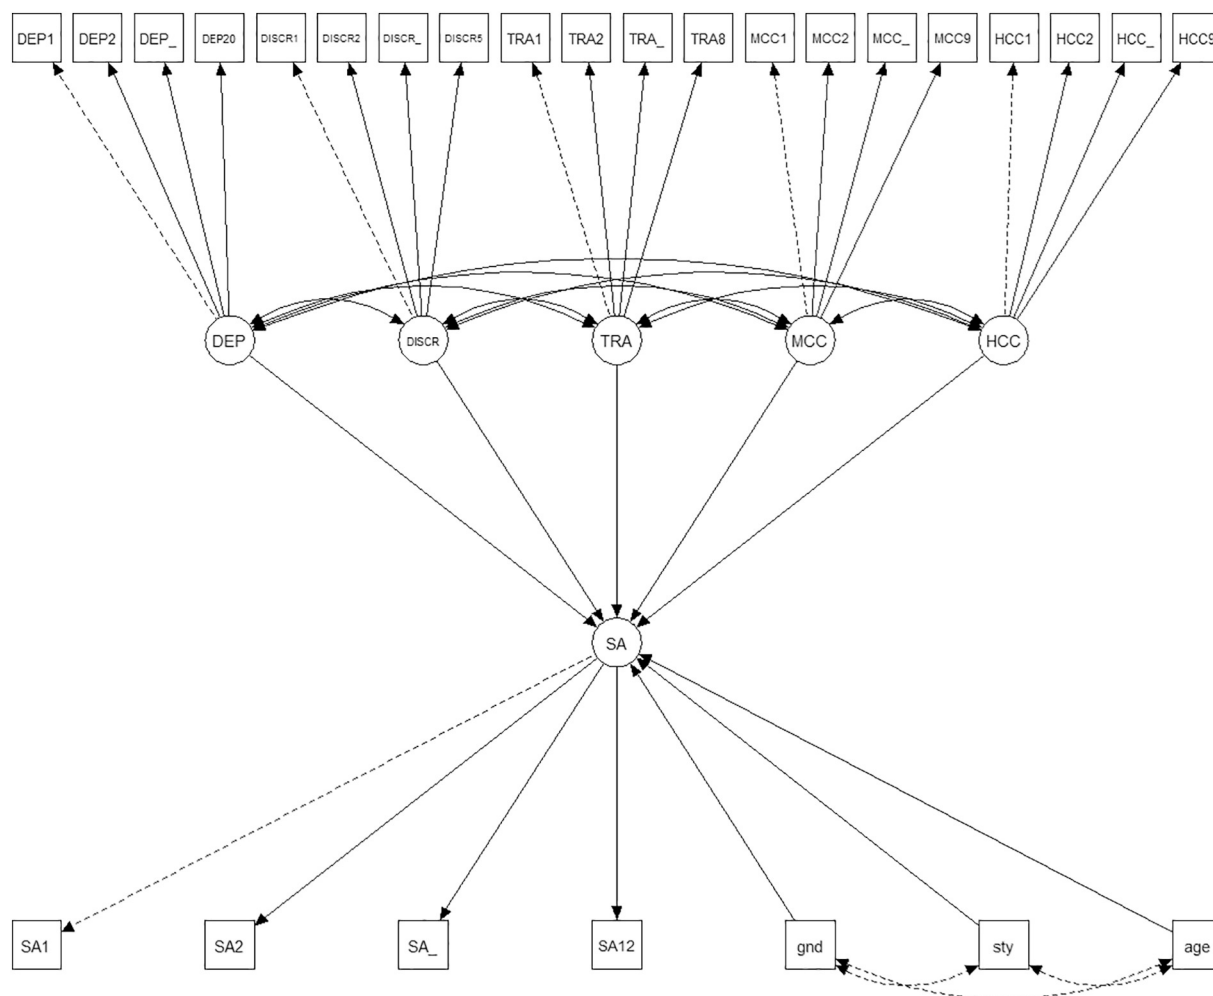 DEP1 DEP2 DEP_ DEP20 DISCR1 DISCR2 DISCR_ DISCR5 TRA1 TRA2 TRA_ TRA8 MCC1 MCC2 MCC_ MCC9 HCC1 HCC2 HCC_ HCC9
DEP DISCR TRA MCC HCC
SA
SA1 SA2 SA_ SA12 gnd sty age